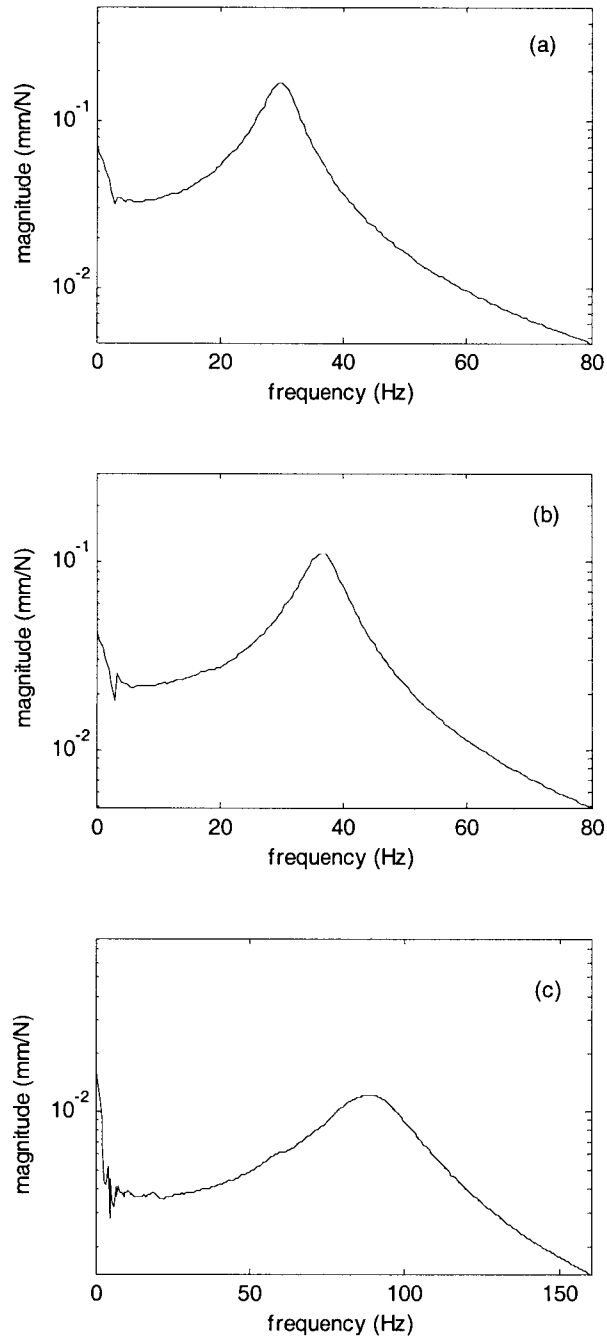 (a)
magnitude (mm/N)
10^-1
10^-2
0 20 40 60 80
frequency (Hz)
(b)
magnitude (mm/N)
10^-1
10^-2
0 20 40 60 80
frequency (Hz)
(c)
magnitude (mm/N)
10^-2
0 50 100 150
frequency (Hz)